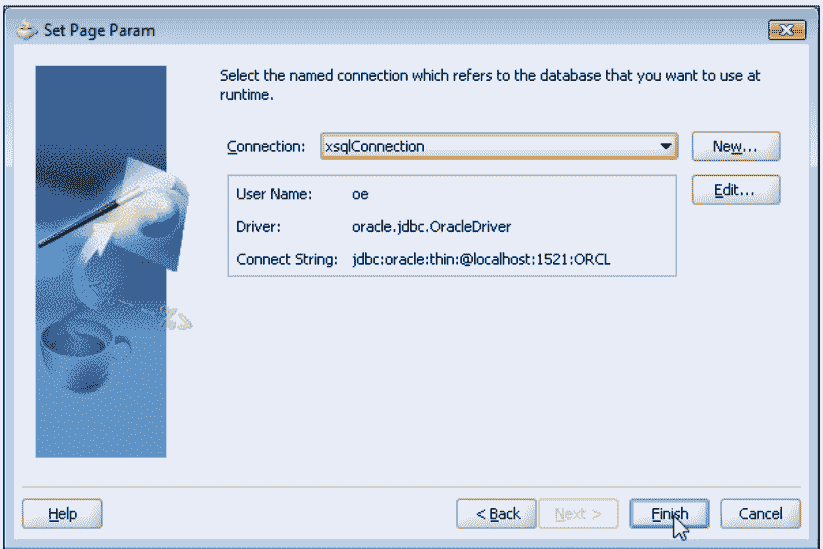 Set Page Param
Select the named connection which refers to the database that you want to use at
runtime.
Connection: xsqlConnection New...
User Name: oe Edit...
Driver: oracle.jdbc.OracleDriver
Connect String: jdbc:oracle:thin:@localhost:1521:ORCL
Help < Back Next > Finish Cancel